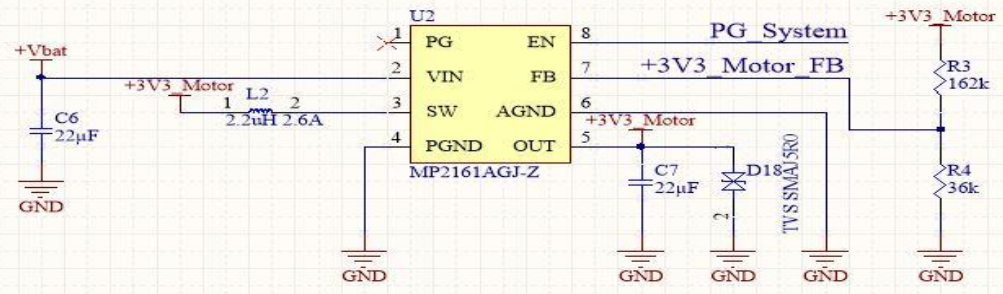 U2
+3V3_Motor
1
PG
EN
8
PG_System
+Vbat
2
VIN
FB
7
+3V3_Motor_FB
R3
162k
+3V3_Motor
1
L2
2
3
SW
AGND
6
2.2uH 2.6A
+3V3_Motor
C6
22µF
4
PGND
OUT
5
MP2161AGJ-Z
C7
22µF
D18
2
TVS SMAJ5R0
R4
36k
GND
GND
GND
GND
GND
GND